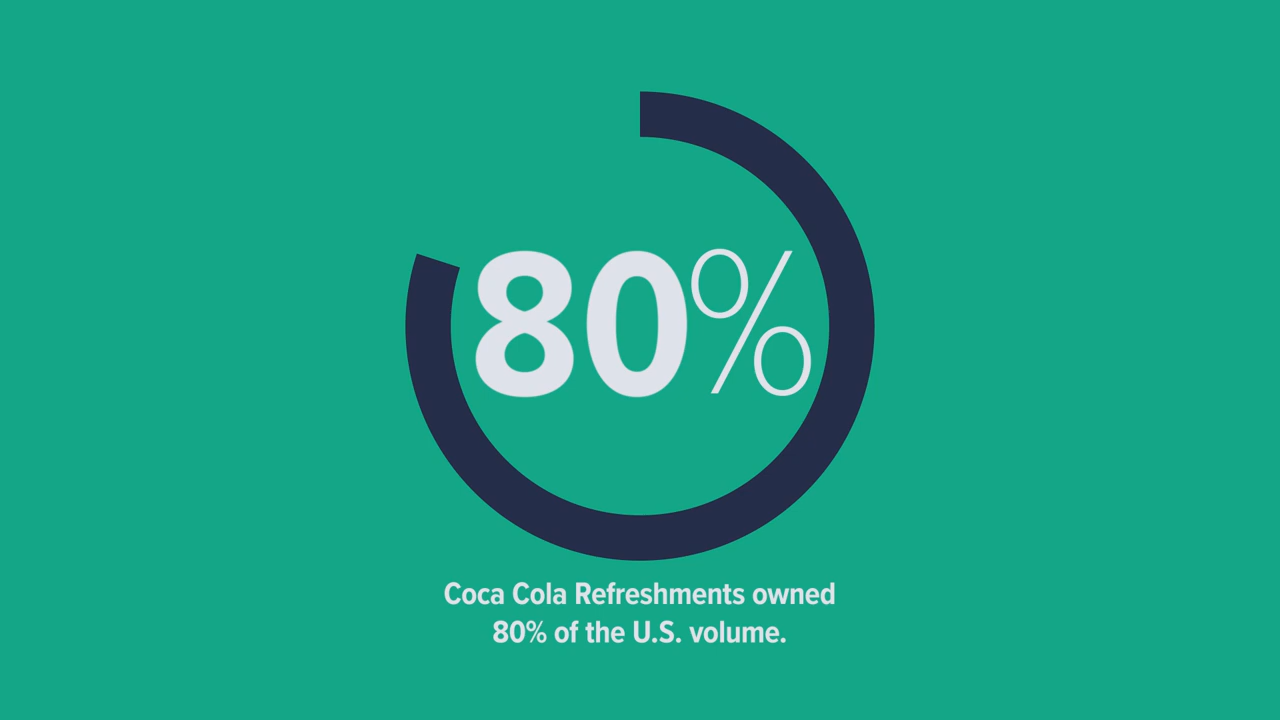 80%
Coca Cola Refreshments owned
80% of the U.S. volume.